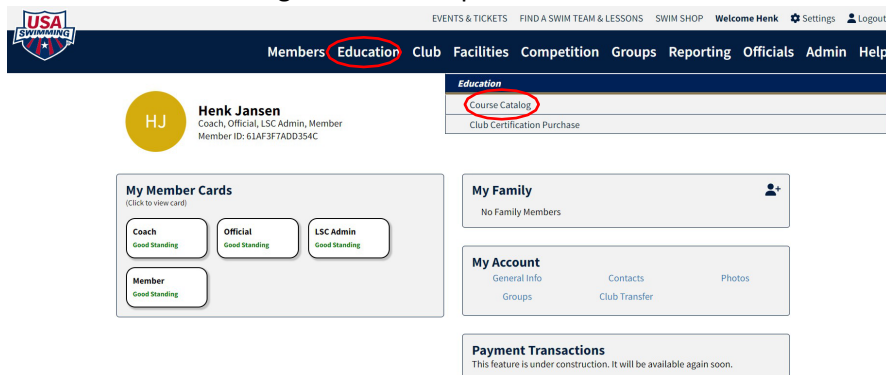 USA
SWIMMING
EVENTS & TICKETS FIND A SWIM TEAM & LESSONS SWIM SHOP Welcome Henk Settings Logout
Members Education Club Facilities Competition Groups Reporting Officials Admin Help
Education
Course Catalog
Club Certification Purchase
HJ
Henk Jansen
Coach, Official, LSC Admin, Member
Member ID: 61AF3F7ADD354C
My Member Cards
(Click to view card)
Coach
Good Standing
Official
Good Standing
LSC Admin
Good Standing
Member
Good Standing
My Family
No Family Members
My Account
General Info Contacts Photos
Groups Club Transfer
Payment Transactions
This feature is under construction. It will be available again soon.